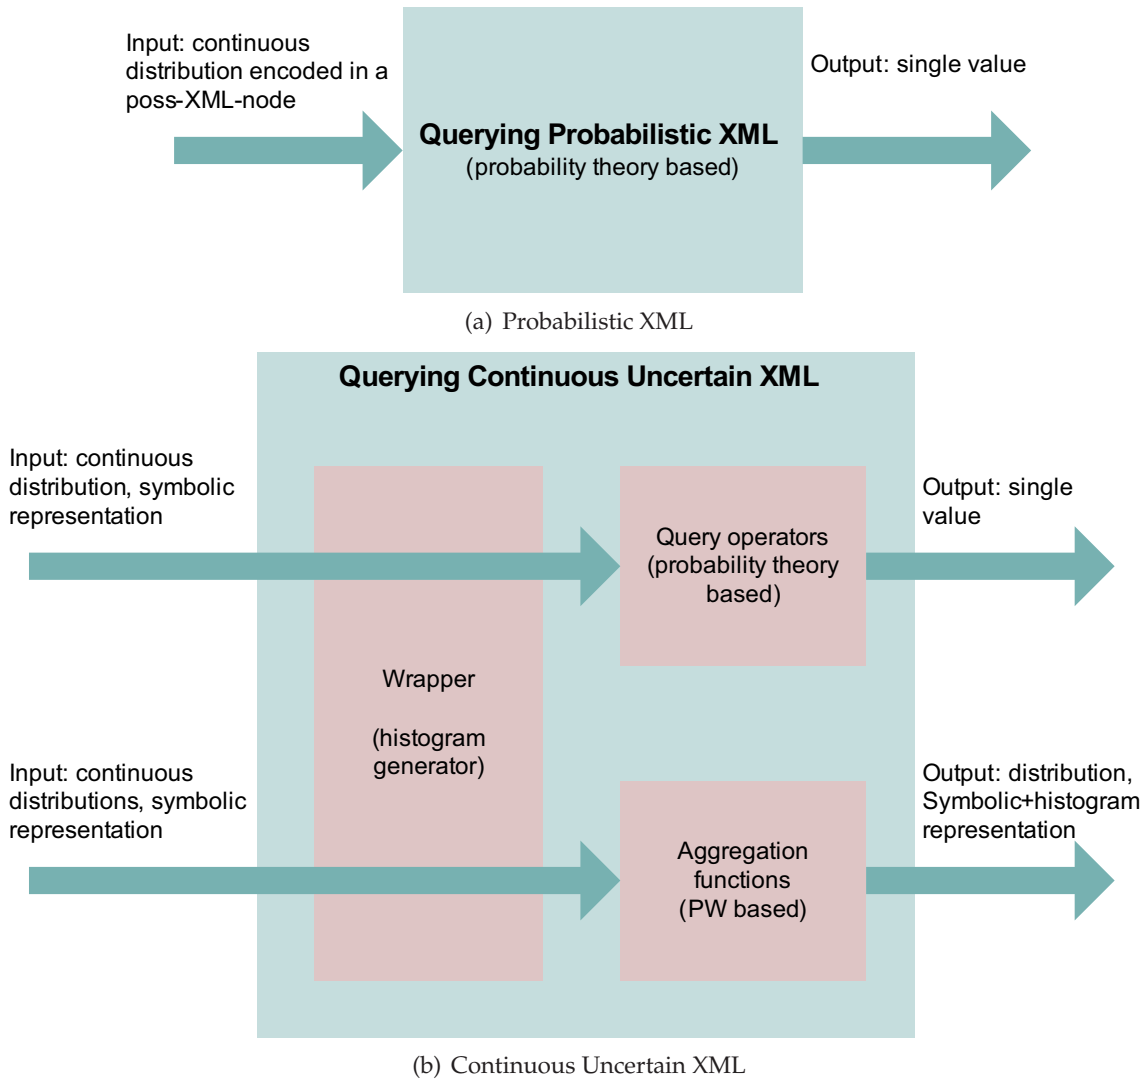 Input: continuous
distribution encoded in a
poss-XML-node
Querying Probabilistic XML
(probability theory based)
Output: single value
(a) Probabilistic XML
Querying Continuous Uncertain XML
Input: continuous
distribution, symbolic
representation
Query operators
(probability theory
based)
Output: single
value
Wrapper
(histogram
generator)
Input: continuous
distributions, symbolic
representation
Aggregation
functions
(PW based)
Output: distribution,
Symbolic+histogram
representation
(b) Continuous Uncertain XML